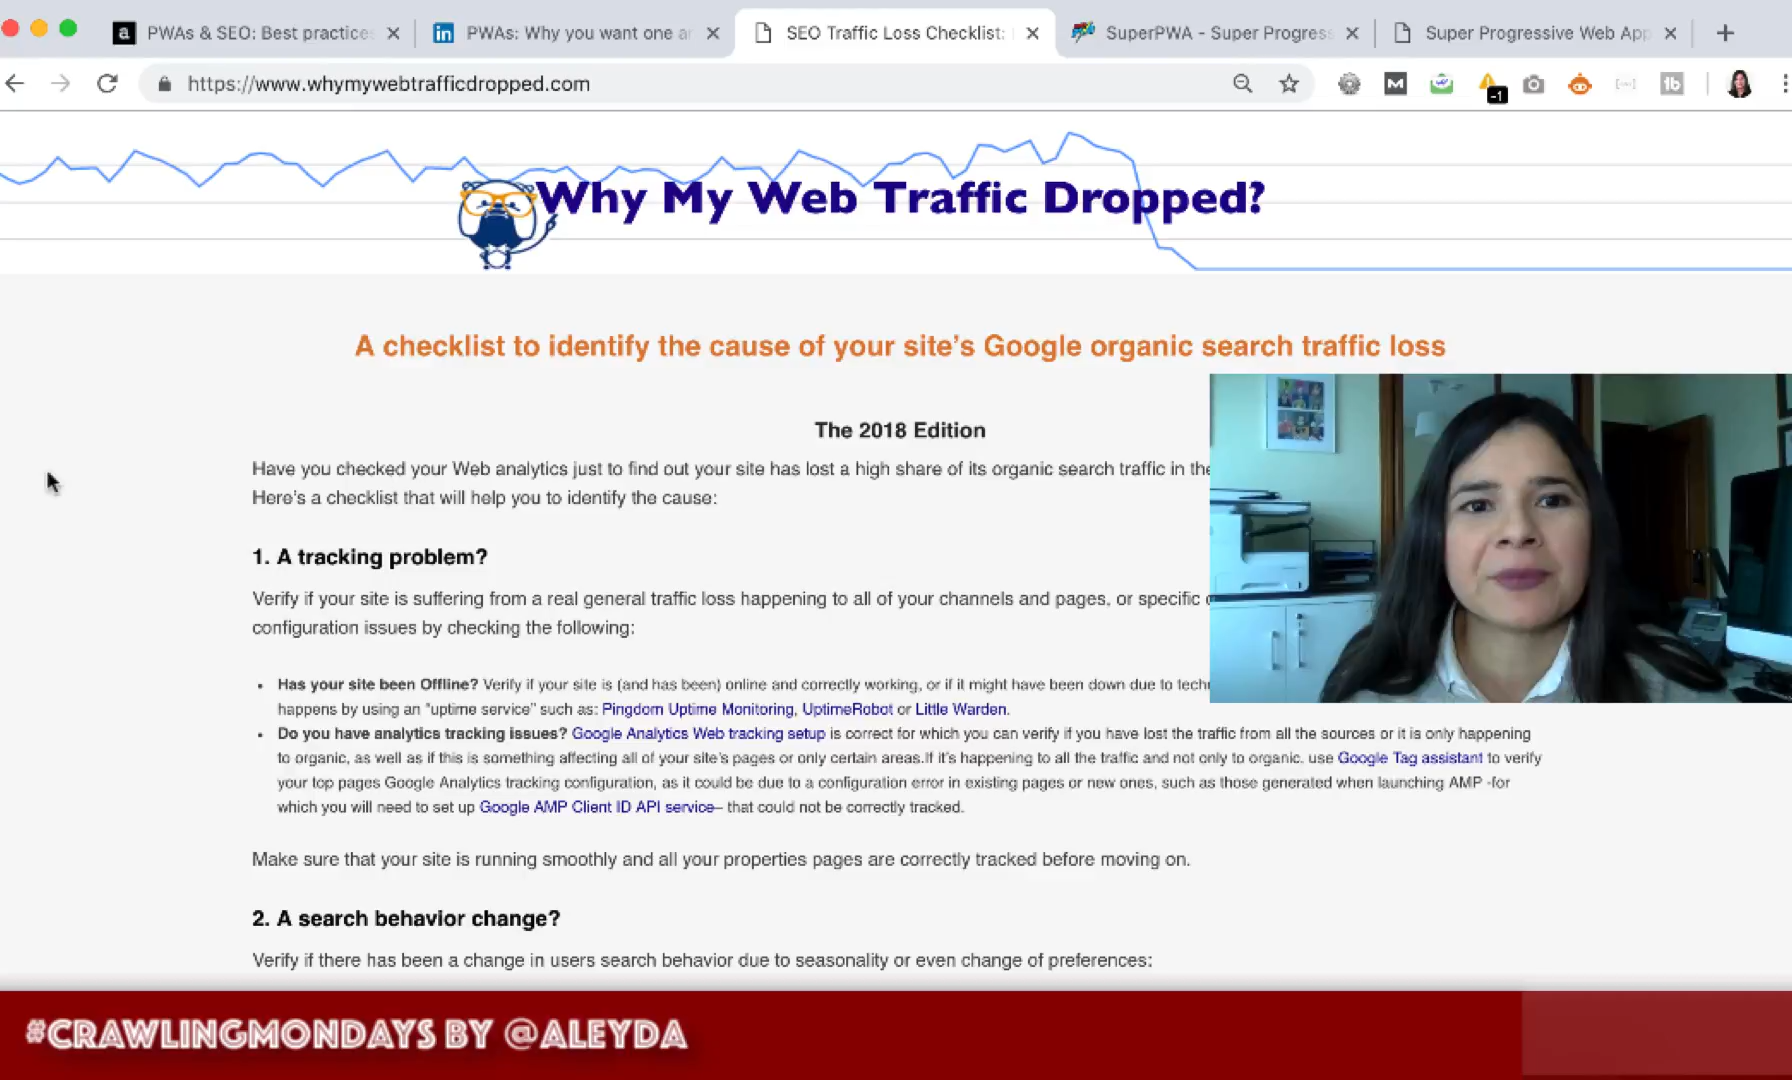 PWAs & SEO: Best practices
PWAs: Why you want one ar
SEO Traffic Loss Checklist:
SuperPWA - Super Progress
Super Progressive Web App
https://www.whymywebtrafficdropped.com
-1
Why My Web Traffic Dropped?
A checklist to identify the cause of your site's Google organic search traffic loss
The 2018 Edition
Have you checked your Web analytics just to find out your site has lost a high share of its organic search traffic in the
Here's a checklist that will help you to identify the cause:
1. A tracking problem?
Verify if your site is suffering from a real general traffic loss happening to all of your channels and pages, or specific
configuration issues by checking the following:
• Has your site been Offline? Verify if your site is (and has been) online and correctly working, or if it might have been down due to tech
happens by using an "uptime service" such as: Pingdom Uptime Monitoring, UptimeRobot or Little Warden.
• Do you have analytics tracking issues? Google Analytics Web tracking setup is correct for which you can verify if you have lost the traffic from all the sources or it is only happening
to organic, as well as if this is something affecting all of your site's pages or only certain areas.If it's happening to all the traffic and not only to organic, use Google Tag assistant to verify
your top pages Google Analytics tracking configuration, as it could be due to a configuration error in existing pages or new ones, such as those generated when launching AMP -for
which you will need to set up Google AMP Client ID API service– that could not be correctly tracked.
Make sure that your site is running smoothly and all your properties pages are correctly tracked before moving on.
2. A search behavior change?
Verify if there has been a change in users search behavior due to seasonality or even change of preferences:
#CRAWLINGMONDAYS BY @ALEYDA